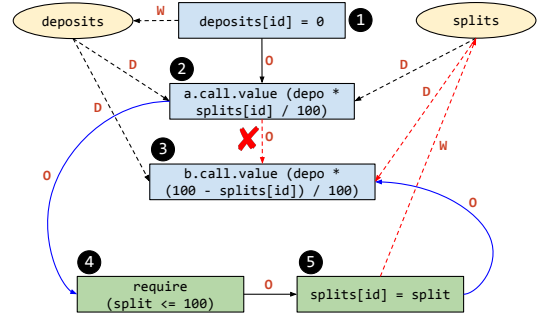 deposits
W
deposits[id] = 0
1
splits
O
D
D
2
a.call.value (depo *
splits[id] / 100)
D
D
✘
O
3
b.call.value (depo *
(100 - splits[id]) / 100)
W
O
O
4
require
(split <= 100)
O
5
splits[id] = split